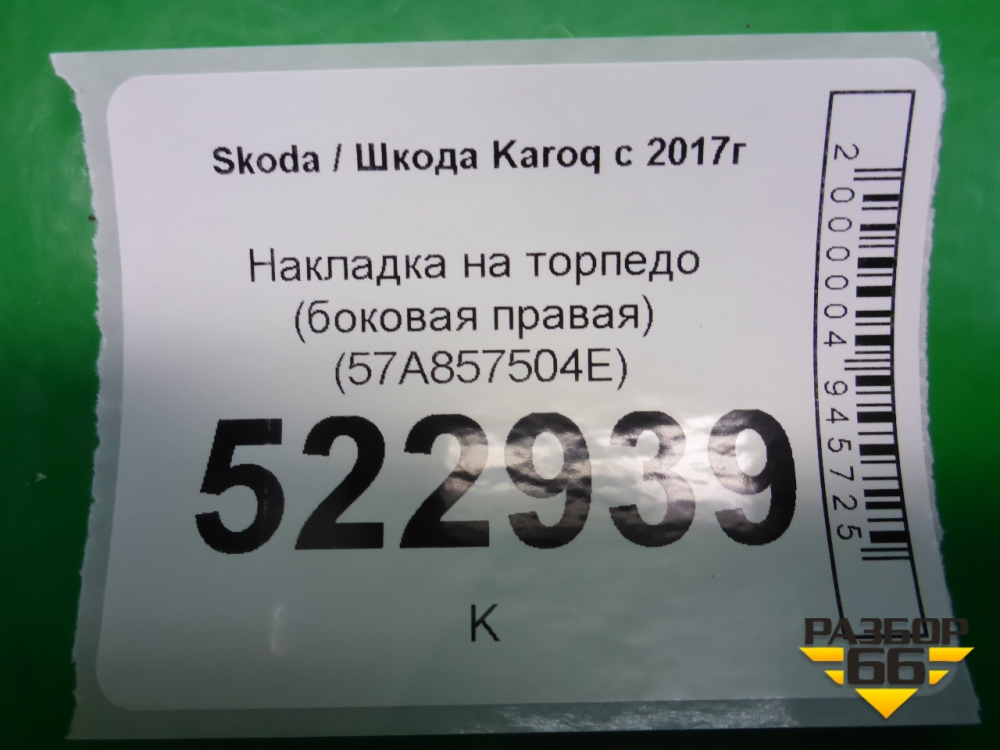 Skoda / Шкода Karoq с 2017г
Накладка на торпедо
(боковая правая)
(57A857504E)
522939
К
2000004945725
РАЗБОР
66